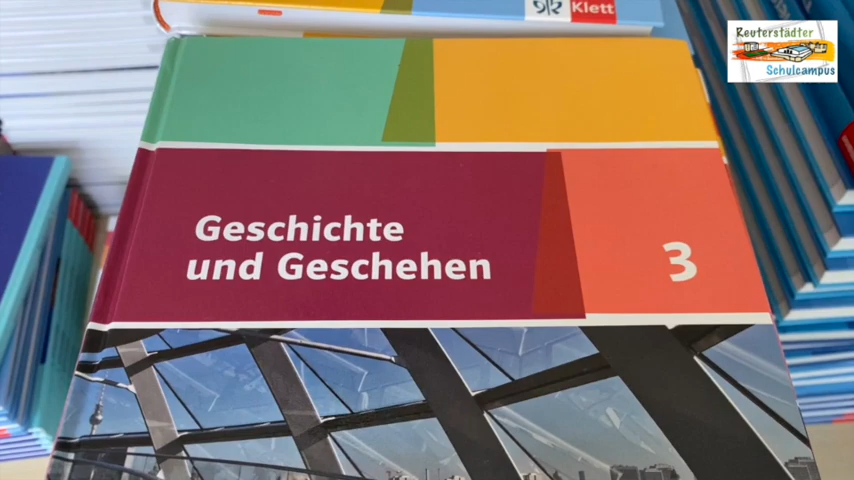 Klett
Reuterstädter
Schulcampus
Geschichte
und Geschehen
3